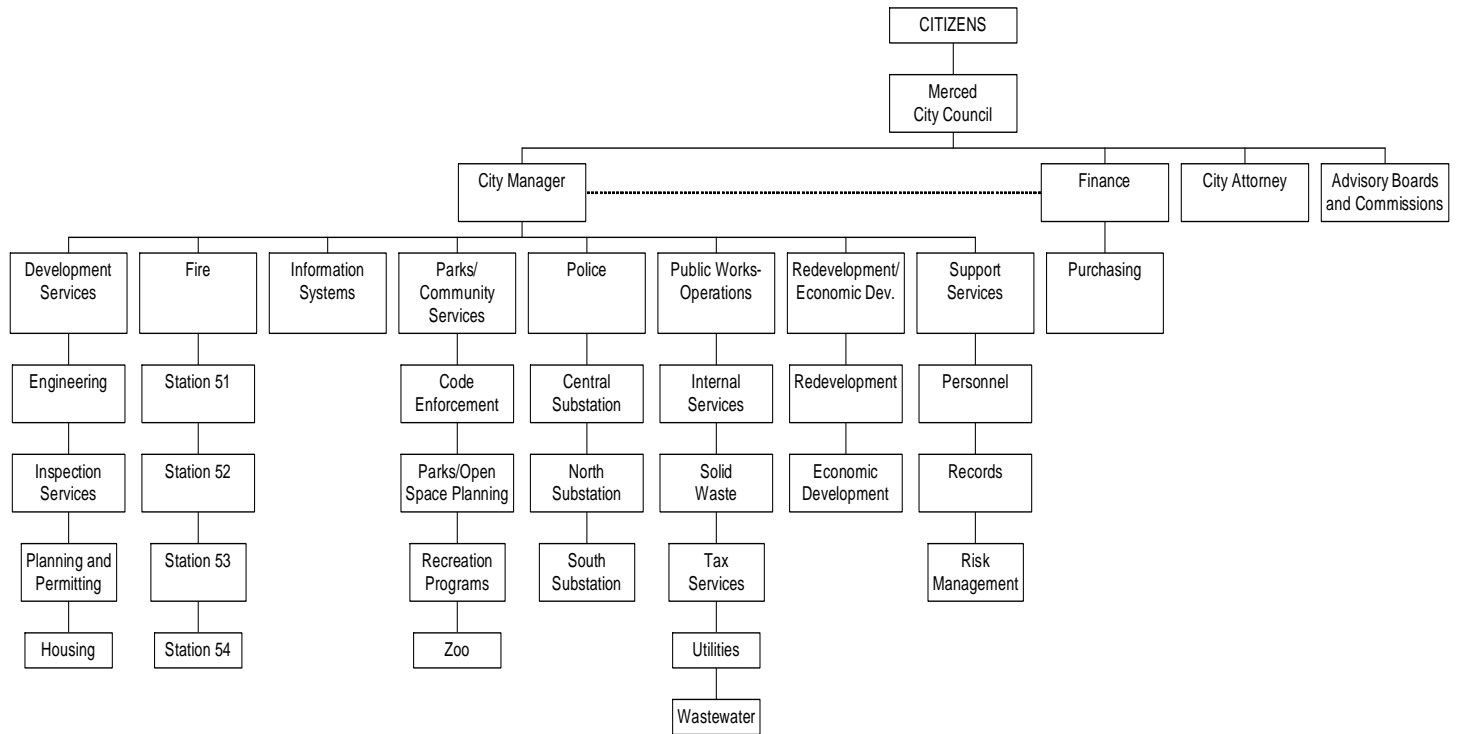 CITIZENS
Merced
City Council
City Manager
Finance
City Attorney
Advisory Boards
and Commissions
Development
Services
Fire
Information
Systems
Parks/
Community
Services
Police
Public Works-
Operations
Redevelopment/
Economic Dev.
Support
Services
Purchasing
Engineering
Station 51
Code
Enforcement
Central
Substation
Internal
Services
Redevelopment
Personnel
Inspection
Services
Station 52
Parks/Open
Space Planning
North
Substation
Solid
Waste
Economic
Development
Records
Planning and
Permitting
Station 53
Recreation
Programs
South
Substation
Tax
Services
Risk
Management
Housing
Station 54
Zoo
Utilities
Wastewater